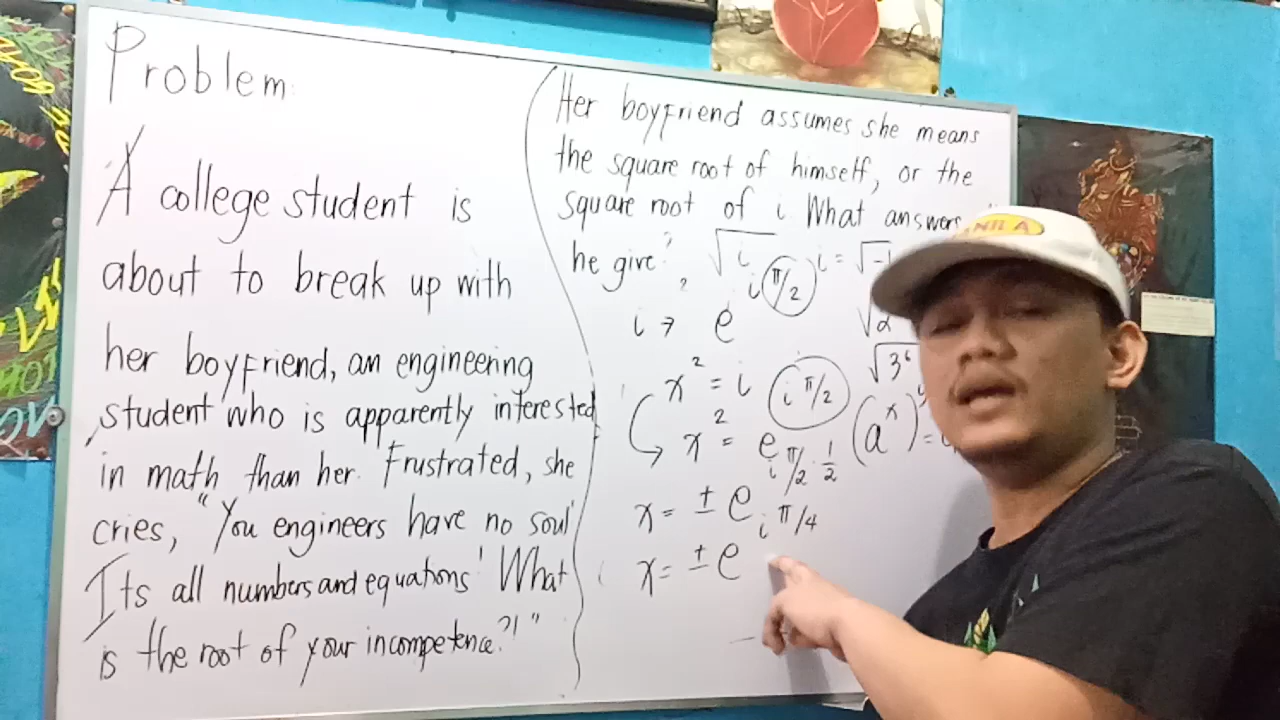 Problem:
A college student is
about to break up with
her boyfriend, an engineering
student who is apparently interested
in math than her. Frustrated, she
cries, "You engineers have no soul!
Its all numbers and equations! What
is the root of your incompetence?!"
Her boyfriend assumes she means
the square root of himself, or the
square root of i. What answers
he give?
√i i = √-1
i → e^i(π/2)
x² = i
x² = e^iπ/2
(a^x)^y =
x = ± e^iπ/2 · 1/2
x = ± e^iπ/4